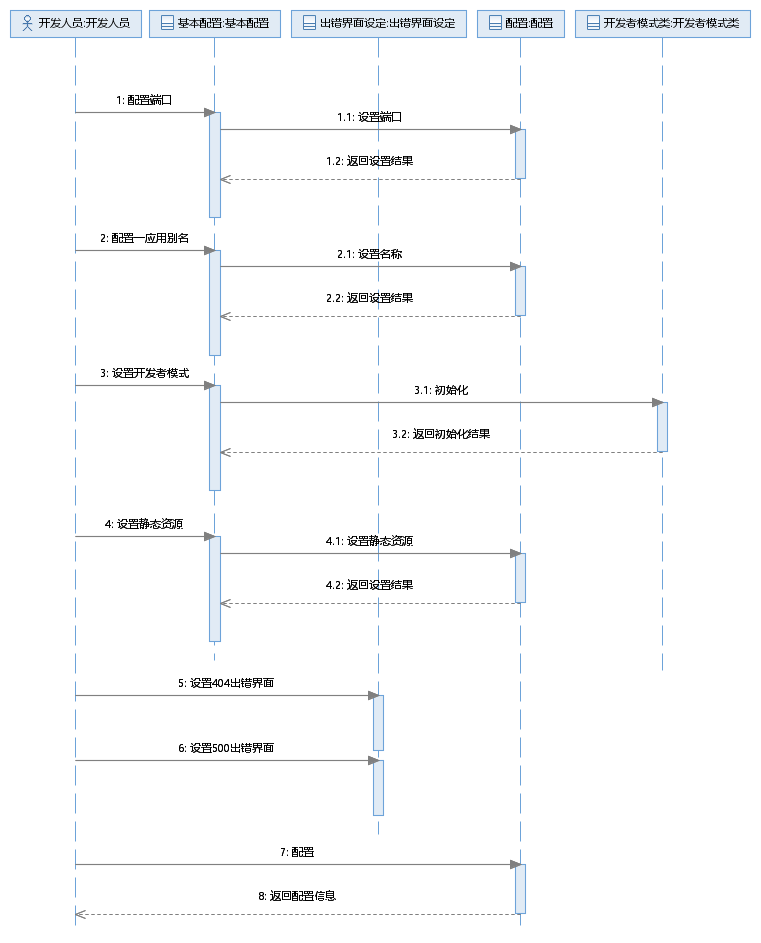 开发人员:开发人员
基本配置:基本配置
出错界面设定:出错界面设定
配置:配置
开发者模式类:开发者模式类
1: 配置端口
1.1: 设置端口
1.2: 返回设置结果
2: 配置一应用别名
2.1: 设置名称
2.2: 返回设置结果
3: 设置开发者模式
3.1: 初始化
3.2: 返回初始化结果
4: 设置静态资源
4.1: 设置静态资源
4.2: 返回设置结果
5: 设置404出错界面
6: 设置500出错界面
7: 配置
8: 返回配置信息